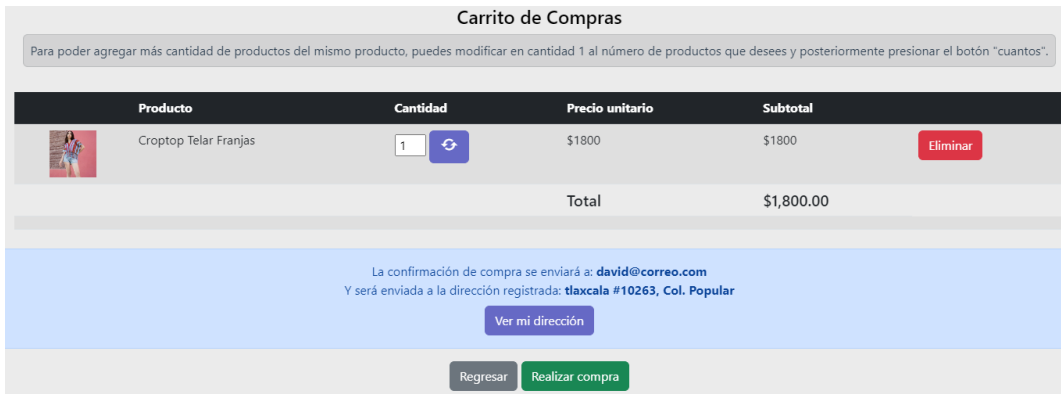 Carrito de Compras
Para poder agregar más cantidad de productos del mismo producto, puedes modificar en cantidad 1 al número de productos que desees y posteriormente presionar el botón "cuantos".
Producto Cantidad Precio unitario Subtotal
Croptop Telar Franjas 1 $1800 $1800 Eliminar
Total $1,800.00
La confirmación de compra se enviará a: david@correo.com
Y será enviada a la dirección registrada: tlaxcala #10263, Col. Popular
Ver mi dirección
Regresar Realizar compra